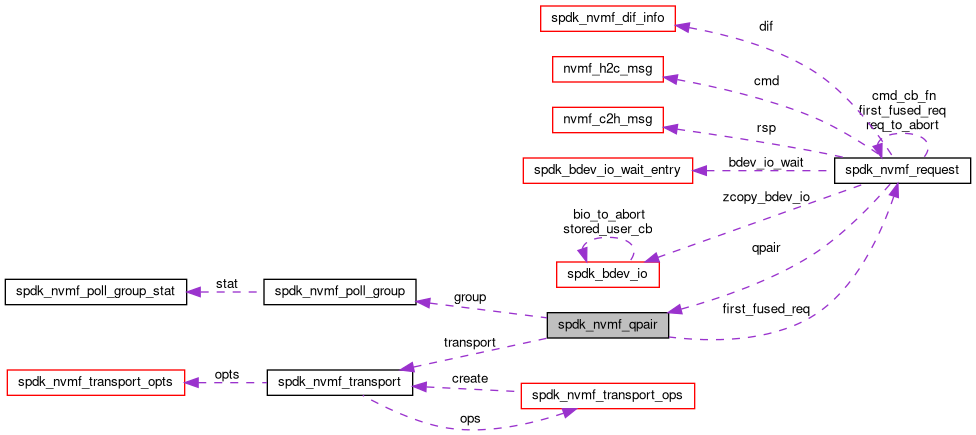 spdk_nvmf_dif_info
dif
nvmf_h2c_msg
cmd
cmd_cb_fn
first_fused_req
req_to_abort
nvmf_c2h_msg
rsp
spdk_bdev_io_wait_entry
bdev_io_wait
spdk_nvmf_request
zcopy_bdev_io
bio_to_abort
stored_user_cb
qpair
spdk_bdev_io
stat
spdk_nvmf_poll_group_stat
spdk_nvmf_poll_group
group
first_fused_req
spdk_nvmf_qpair
transport
spdk_nvmf_transport_opts
opts
spdk_nvmf_transport
create
spdk_nvmf_transport_ops
ops